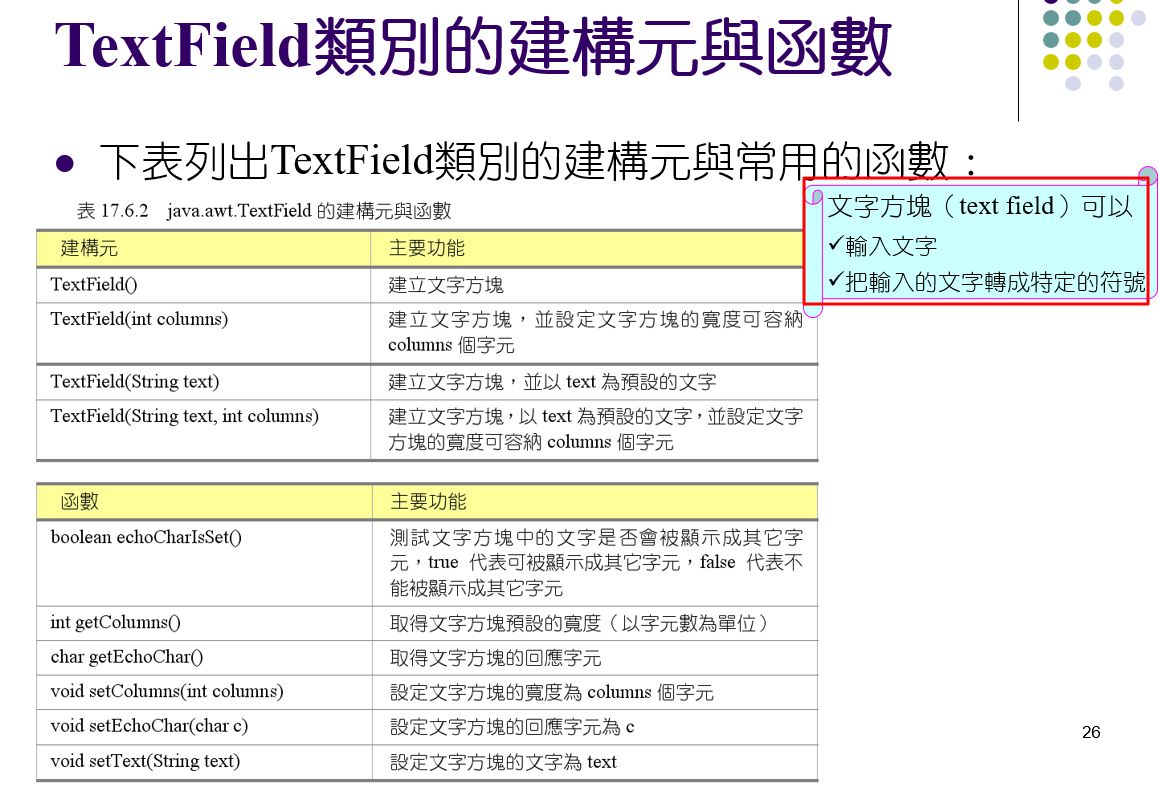 TextField類別的建構元與函數
下表列出TextField類別的建構元與常用的函數：
文字方塊（text field）可以
✓輸入文字
✓把輸入的文字轉成特定的符號
表 17.6.2　java.awt.TextField 的建構元與函數
建構元 主要功能
TextField() 建立文字方塊
TextField(int columns) 建立文字方塊，並設定文字方塊的寬度可容納
columns 個字元
TextField(String text) 建立文字方塊，並以 text 為預設的文字
TextField(String text, int columns) 建立文字方塊，以 text 為預設的文字，並設定文字
方塊的寬度可容納 columns 個字元
函數 主要功能
boolean echoCharIsSet() 測試文字方塊中的文字是否會被顯示成其它字
元，true 代表可被顯示成其它字元，false 代表不
能被顯示成其它字元
int getColumns() 取得文字方塊預設的寬度（以字元數為單位）
char getEchoChar() 取得文字方塊的回應字元
void setColumns(int columns) 設定文字方塊的寬度為 columns 個字元
void setEchoChar(char c) 設定文字方塊的回應字元為 c
void setText(String text) 設定文字方塊的文字為 text
26